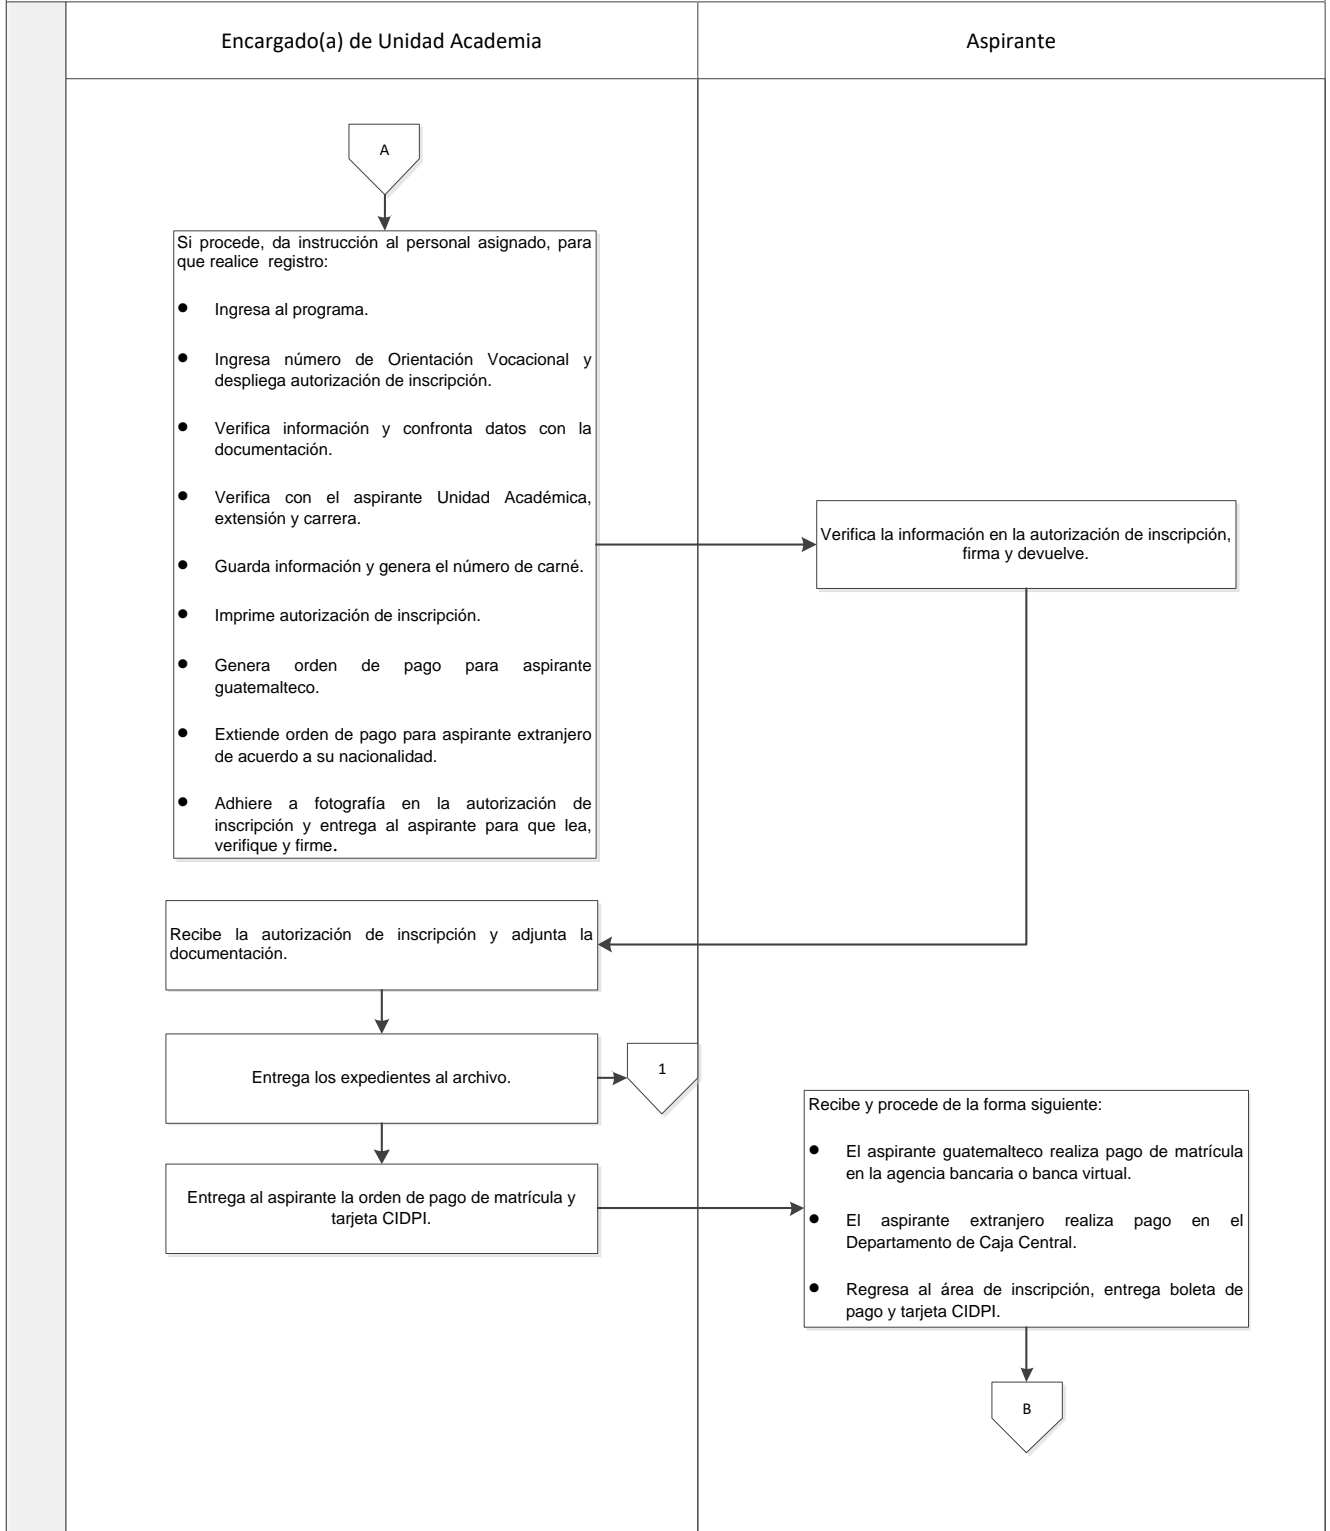 Encargado(a) de Unidad Academia
Aspirante
A
Si procede, da instrucción al personal asignado, para
que realice registro:
● Ingresa al programa.
● Ingresa número de Orientación Vocacional y
despliega autorización de inscripción.
● Verifica información y confronta datos con la
documentación.
● Verifica con el aspirante Unidad Académica,
extensión y carrera.
● Guarda información y genera el número de carné.
● Imprime autorización de inscripción.
● Genera orden de pago para aspirante
guatemalteco.
● Extiende orden de pago para aspirante extranjero
de acuerdo a su nacionalidad.
● Adhiere a fotografía en la autorización de
inscripción y entrega al aspirante para que lea,
verifique y firme.
Verifica la información en la autorización de inscripción,
firma y devuelve.
Recibe la autorización de inscripción y adjunta la
documentación.
Entrega los expedientes al archivo.
1
Entrega al aspirante la orden de pago de matrícula y
tarjeta CIDPI.
Recibe y procede de la forma siguiente:
● El aspirante guatemalteco realiza pago de matrícula
en la agencia bancaria o banca virtual.
● El aspirante extranjero realiza pago en el
Departamento de Caja Central.
● Regresa al área de inscripción, entrega boleta de
pago y tarjeta CIDPI.
B